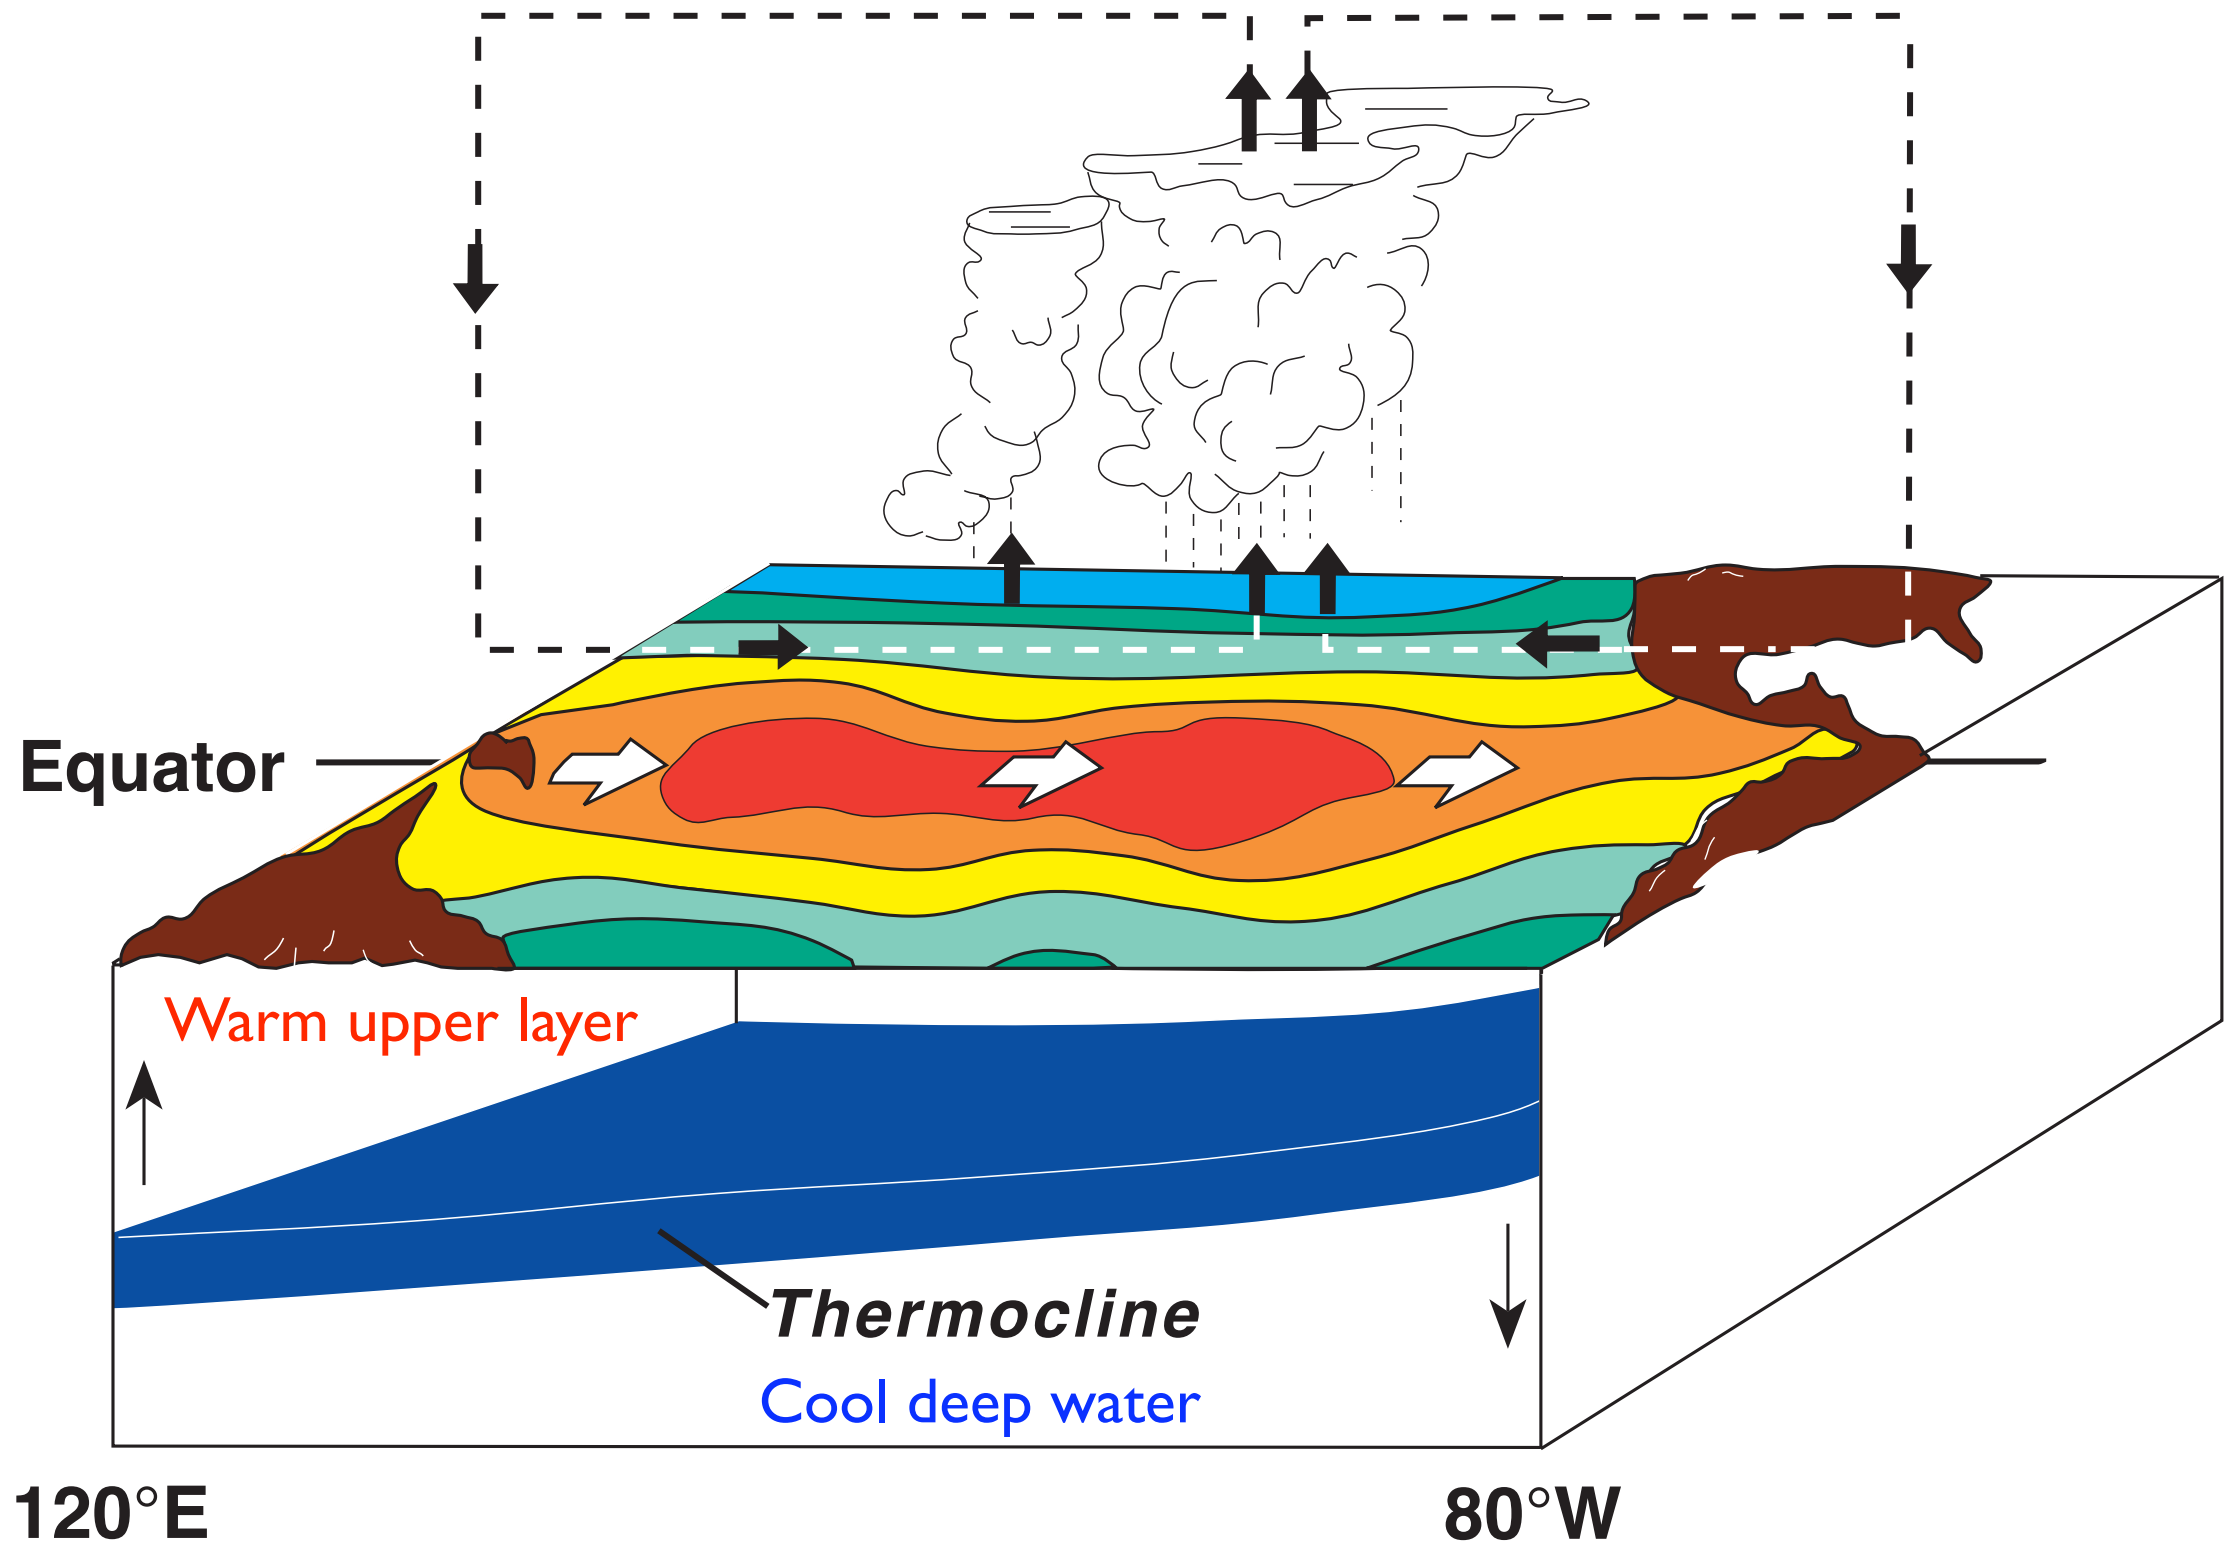 Equator
Warm upper layer
Thermocline
Cool deep water
120°E
80°W